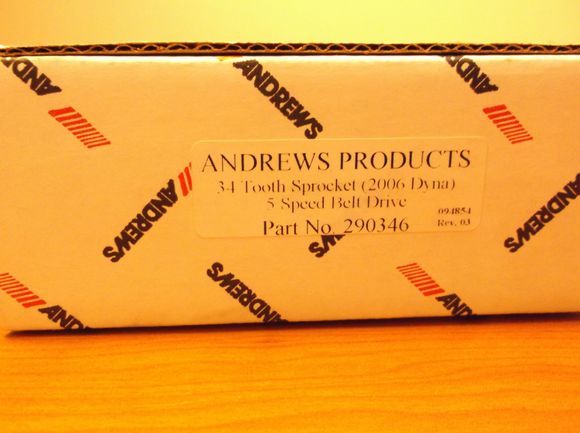 ANDREWS
ANDREWS
ANDREWS
ANDREWS PRODUCTS
34 Tooth Sprocket (2006 Dyna)
5 Speed Belt Drive
094854
Part No. 290346
Rev. 03
ANDREWS
ANDREWS
ANDREWS
ANDREWS
ANDREWS